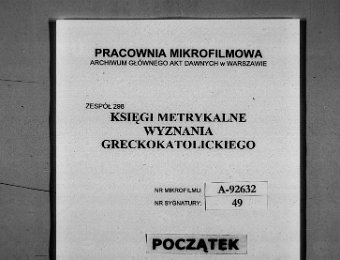 PRACOWNIA MIKROFILMOWA
ARCHIWUM GŁÓWNEGO AKT DAWNYCH w WARSZAWIE
ZESPÓŁ 298
KSIĘGI METRYKALNE
WYZNANIA
GRECKOKATOLICKIEGO
NR MIKROFILMU: A-92632
NR SYGNATURY: 49
POCZĄTEK